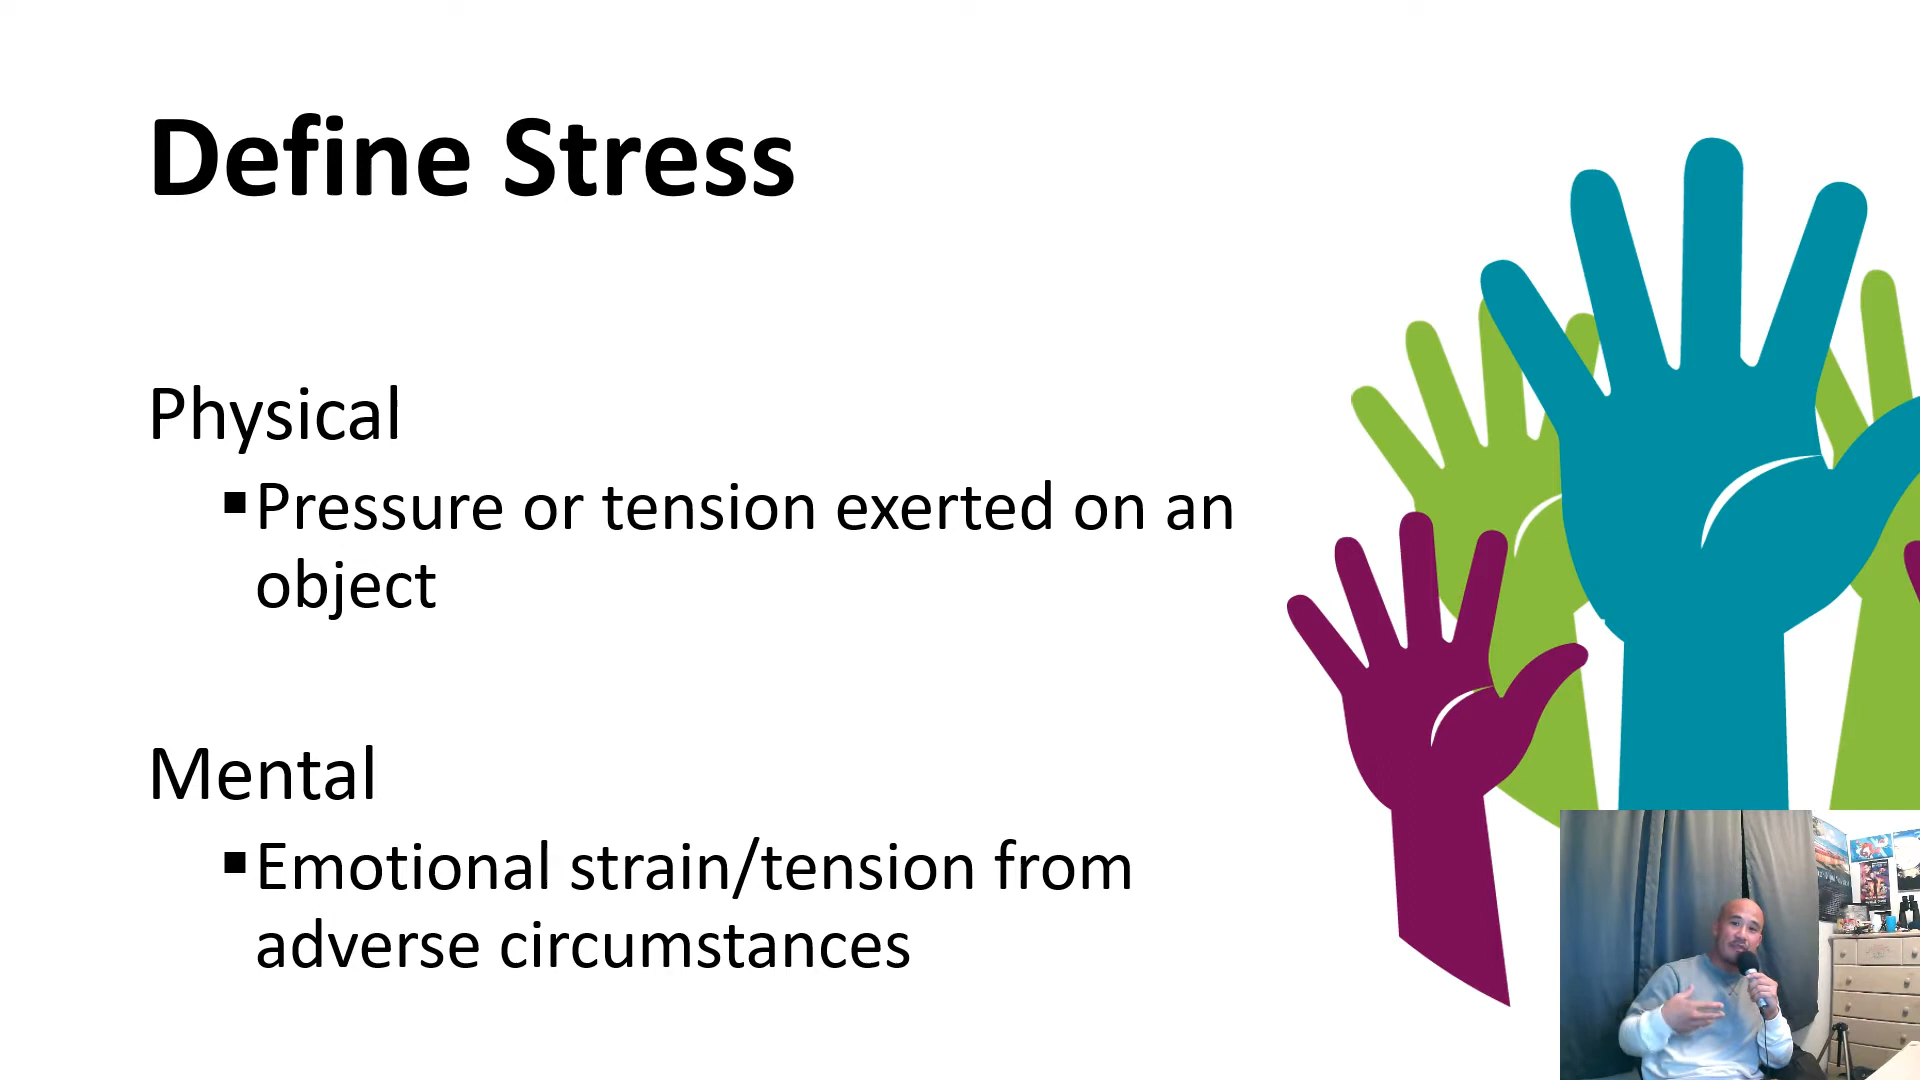 Define Stress
Physical
▪Pressure or tension exerted on an
object
Mental
▪Emotional strain/tension from
adverse circumstances